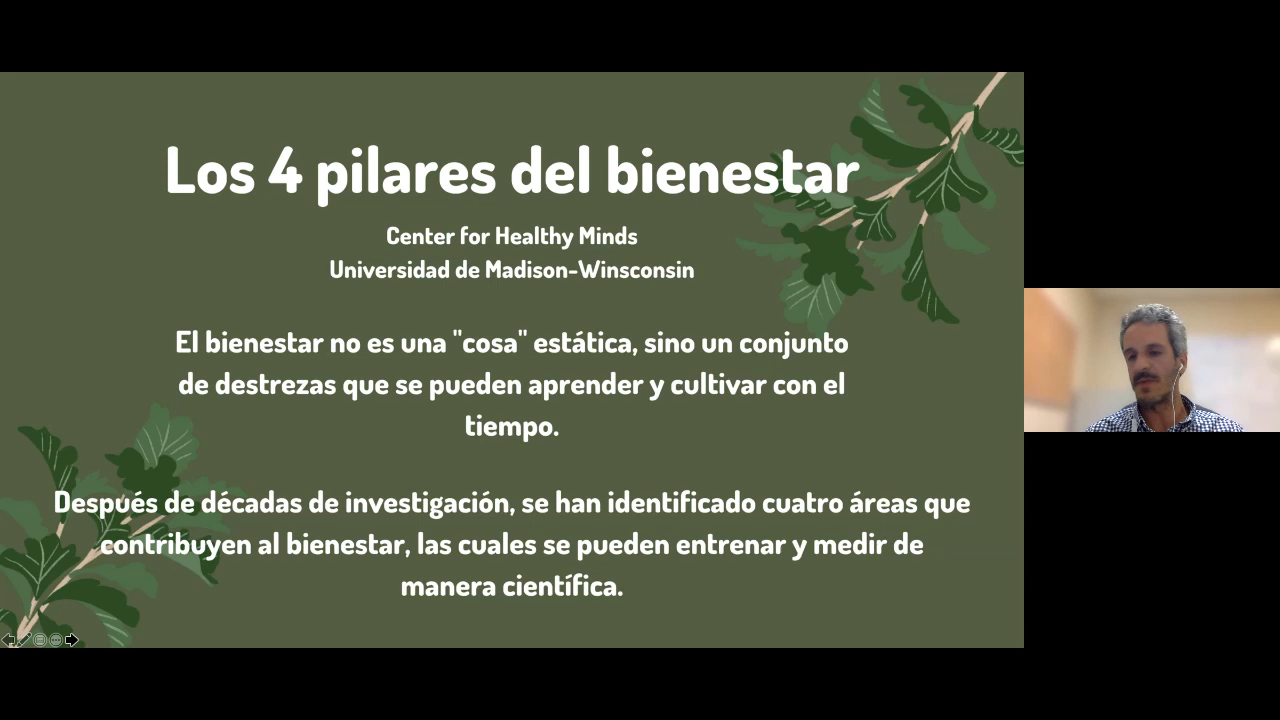 Los 4 pilares del bienestar
Center for Healthy Minds
Universidad de Madison-Winsconsin
El bienestar no es una "cosa" estática, sino un conjunto
de destrezas que se pueden aprender y cultivar con el
tiempo.
Después de décadas de investigación, se han identificado cuatro áreas que
contribuyen al bienestar, las cuales se pueden entrenar y medir de
manera científica.